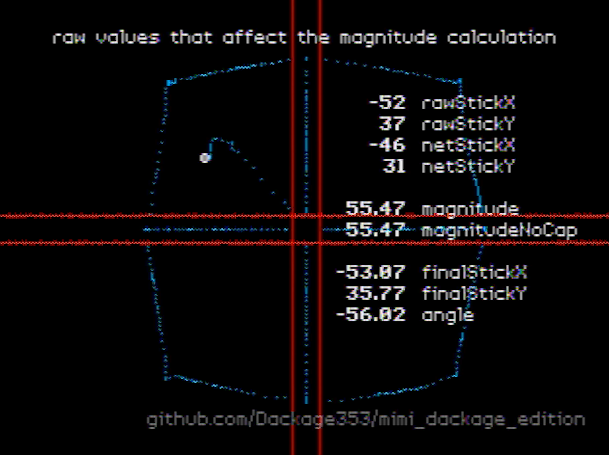 raw values that affect the magnitude calculation
-52 rawStickX
37 rawStickY
-46 netStickX
31 netStickY
55.47 magnitude
55.47 magnitudeNoCap
-53.07 finalStickX
35.77 finalStickY
-56.02 angle
github.com/Dackage353/mimi_dackage_edition